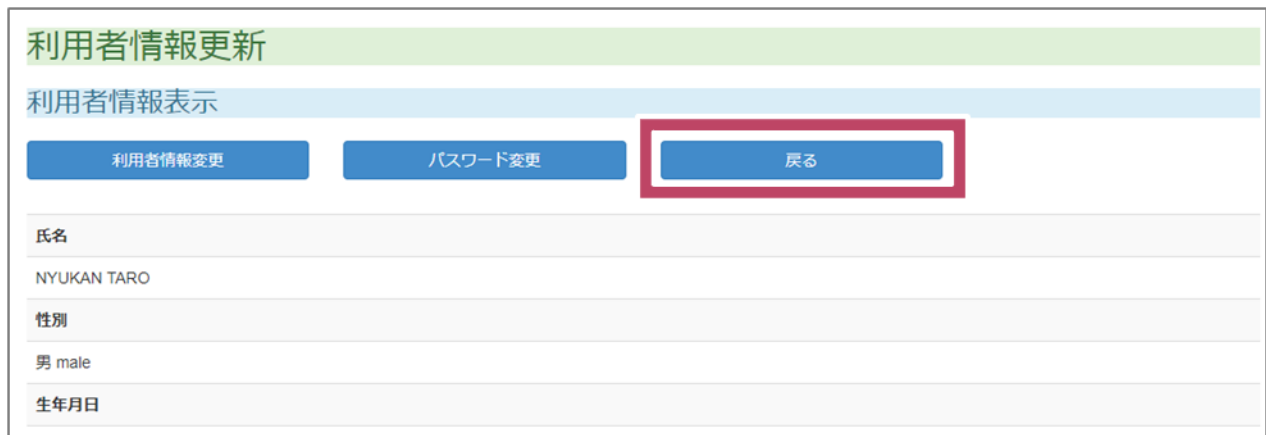 利用者情報更新
利用者情報表示
利用者情報変更 パスワード変更 戻る
氏名
NYUKAN TARO
性別
男 male
生年月日